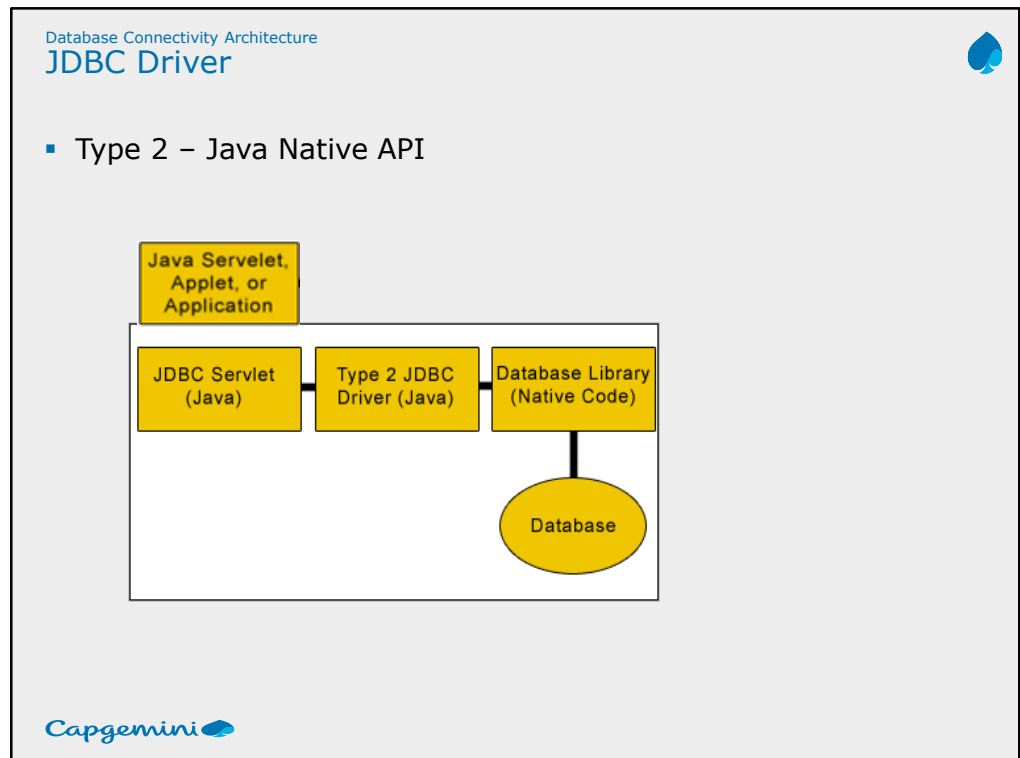 Database Connectivity Architecture
JDBC Driver
▪ Type 2 – Java Native API
Java Servelet,
Applet, or
Application
JDBC Servlet
(Java)
Type 2 JDBC
Driver (Java)
Database Library
(Native Code)
Database
Capgemini